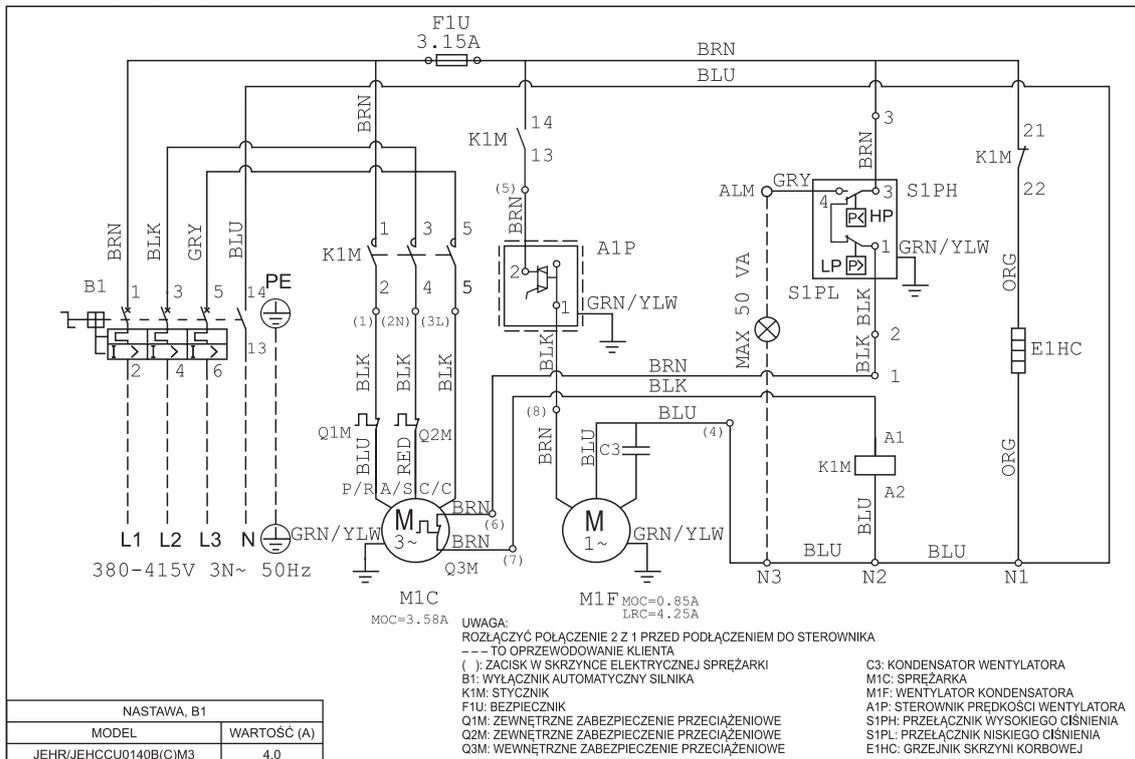 F1U
3.15A
BRN
BLU
BRN
K1M
14
13
(5)
BRN
3
BRN
21
K1M
22
ALM
GRY
4
3
S1PH
P<
HP
1
LP
P>
GRN/YLW
S1PL
BRN
BLK
GRY
BLU
B1
1
3
5
14
PE
I>
I>
I>
13
2
4
6
1
3
5
K1M
2
4
5
(1)
(2N)
(3L)
A1P
2
1
GRN/YLW
MAX 50 VA
BLK
BLK
2
1
ORG
E1HC
BLK
BLK
BLK
BLK
BRN
BLK
(8)
BLU
(4)
Q1M
Q2M
BLU
RED
BRN
BLU
C3
A1
K1M
A2
BLU
ORG
P/R
A/S
C/C
M
3~
BRN
(6)
BRN
(7)
Q3M
GRN/YLW
M
1~
GRN/YLW
L1
L2
L3
N
380-415V 3N~ 50Hz
BLU
BLU
N3
N2
N1
M1C
MOC=3.58A
M1F
MOC=0.85A
LRC=4.25A
UWAGA:
ROZŁĄCZYĆ POŁĄCZENIE 2 Z 1 PRZED PODŁĄCZENIEM DO STEROWNIKA
--- TO OPRZEWODOWANIE KLIENTA
( ): ZACISK W SKRZYNCE ELEKTRYCZNEJ SPRĘŻARKI
B1: WYŁĄCZNIK AUTOMATYCZNY SILNIKA
K1M: STYCZNIK
F1U: BEZPIECZNIK
Q1M: ZEWNĘTRZNE ZABEZPIECZENIE PRZECIĄŻENIOWE
Q2M: ZEWNĘTRZNE ZABEZPIECZENIE PRZECIĄŻENIOWE
Q3M: WEWNĘTRZNE ZABEZPIECZENIE PRZECIĄŻENIOWE
C3: KONDENSATOR WENTYLATORA
M1C: SPRĘŻARKA
M1F: WENTYLATOR KONDENSATORA
A1P: STEROWNIK PRĘDKOŚCI WENTYLATORA
S1PH: PRZEŁĄCZNIK WYSOKIEGO CIŚNIENIA
S1PL: PRZEŁĄCZNIK NISKIEGO CIŚNIENIA
E1HC: GRZEJNIK SKRZYNI KORBOWEJ
NASTAWA, B1
MODEL WARTOŚĆ (A)
JEHR/JEHCCU0140B(C)M3 4.0